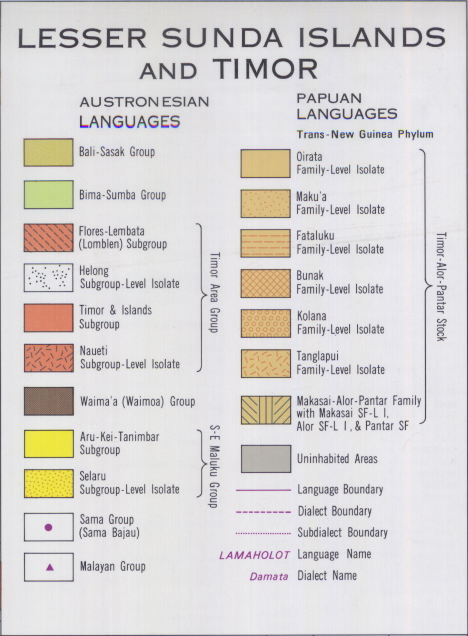 LESSER SUNDA ISLANDS
AND TIMOR
AUSTRONESIAN
LANGUAGES
Bali-Sasak Group
Bima-Sumba Group
Flores-Lembata
(Lomblen) Subgroup
Helong
Subgroup-Level Isolate
Timor & Islands
Subgroup
Naueti
Subgroup-Level Isolate
Timor Area Group
Waima'a (Waimoa) Group
Aru-Kei-Tanimbar
Subgroup
Selaru
Subgroup-Level Isolate
S-E Maluku Group
Sama Group
(Sama Bajau)
Malayan Group
PAPUAN
LANGUAGES
Trans-New Guinea Phylum
Oirata
Family-Level Isolate
Maku'a
Family-Level Isolate
Fataluku
Family-Level Isolate
Bunak
Family-Level Isolate
Kolana
Family-Level Isolate
Tanglapui
Family-Level Isolate
Makasai-Alor-Pantar Family
with Makasai SF-L I,
Alor SF-L I, & Pantar SF
Timor-Alor-Pantar Stock
Uninhabited Areas
Language Boundary
Dialect Boundary
Subdialect Boundary
LAMAHOLOT Language Name
Damata Dialect Name